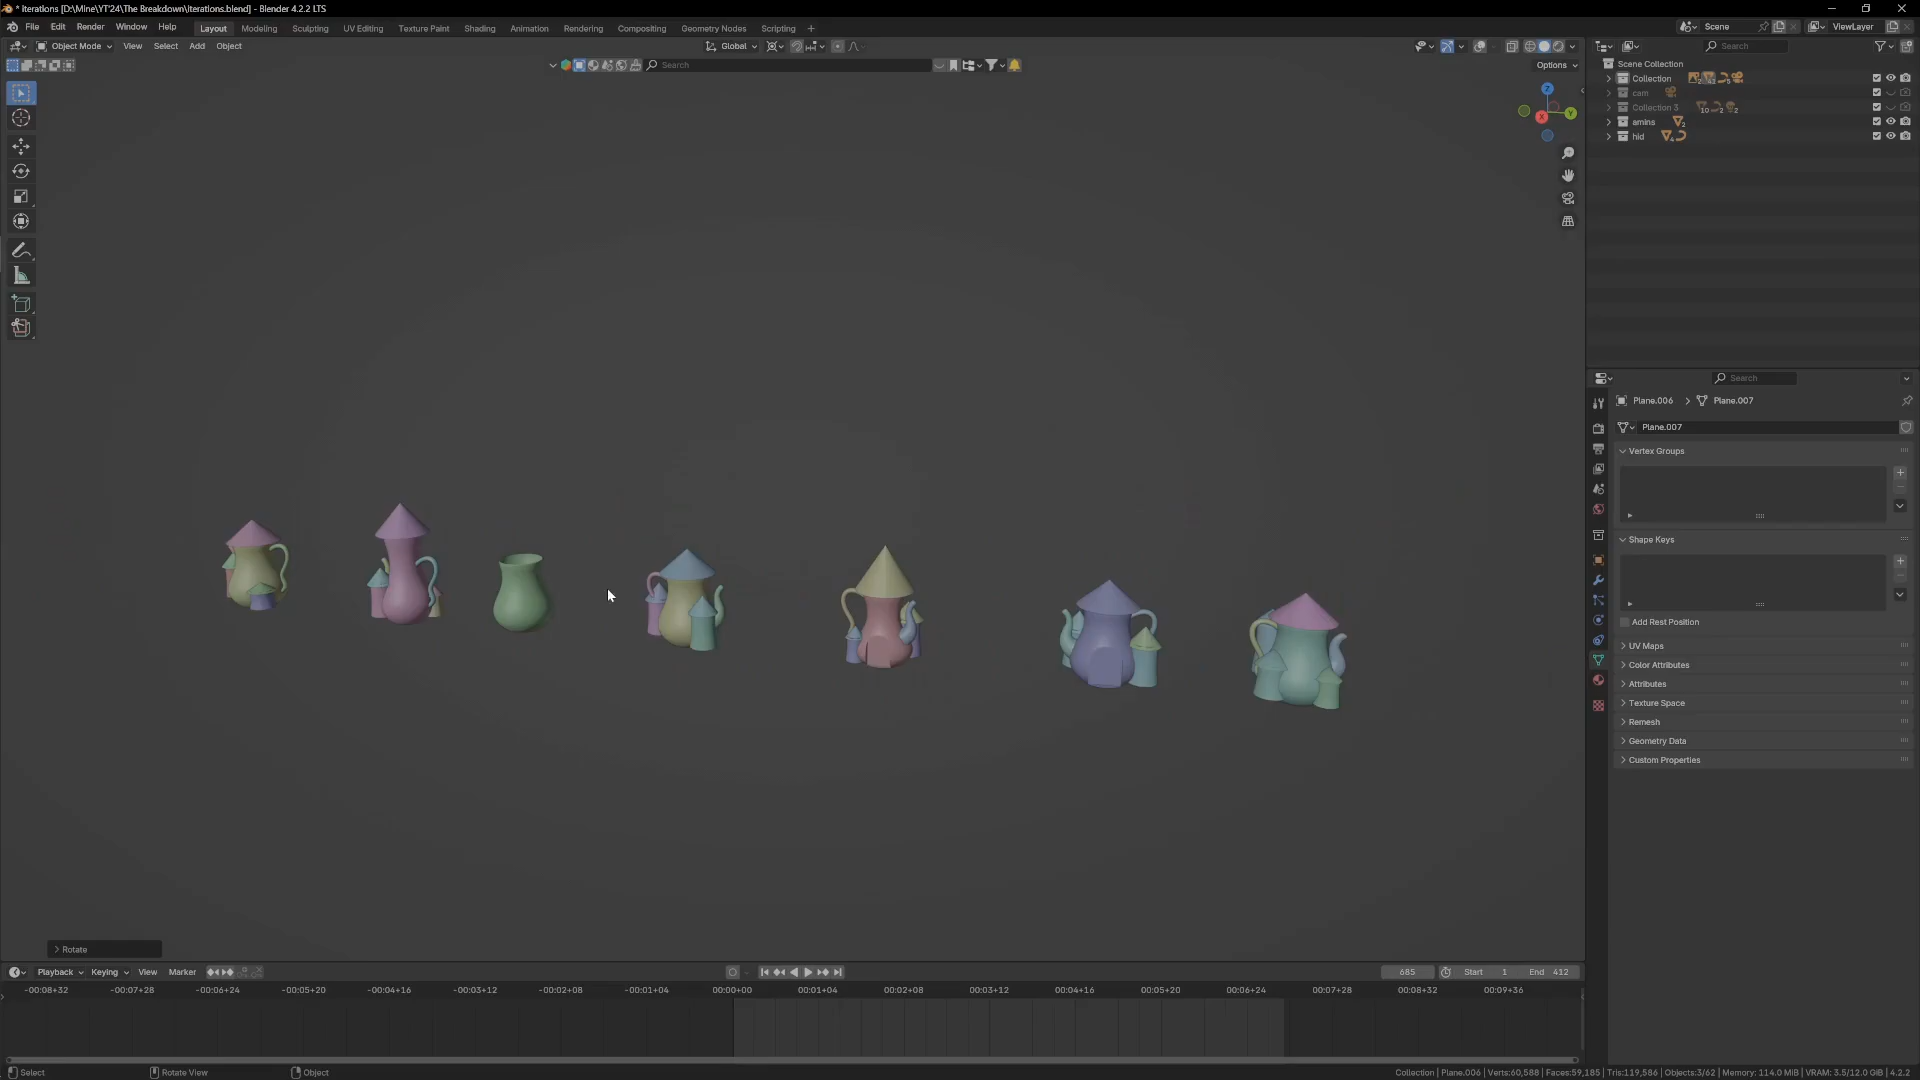 * Iterations [D:\Mine\YT'24\The Breakdown\Iterations.blend] - Blender 4.2.2 LTS
File Edit Render Window Help
Layout Modeling Sculpting UV Editing Texture Paint Shading Animation Rendering Compositing Geometry Nodes Scripting +
Scene
ViewLayer
Object Mode View Select Add Object
Global
Search
Search
Options
Scene Collection
Collection 2 5
cam
Collection 3 10 2 2
amins 2
hid
Z
Y
X
Search
Plane.006 > Plane.007
Plane.007
Vertex Groups
Shape Keys
Add Rest Position
UV Maps
Color Attributes
Attributes
Texture Space
Remesh
Geometry Data
Custom Properties
> Rotate
Playback Keying View Marker
685 Start 1 End 412
-00:08+32 -00:07+28 -00:06+24 -00:05+20 -00:04+16 -00:03+12 -00:02+08 -00:01+04 00:00+00 00:01+04 00:02+08 00:03+12 00:04+16 00:05+20 00:06+24 00:07+28 00:08+32 00:09+36
Select Rotate View Object
Collection | Plane.006 | Verts:60,588 | Faces:59,185 | Tris:119,586 | Objects:3/62 | Memory: 114.0 MiB | VRAM: 3.5/12.0 GiB | 4.2.2